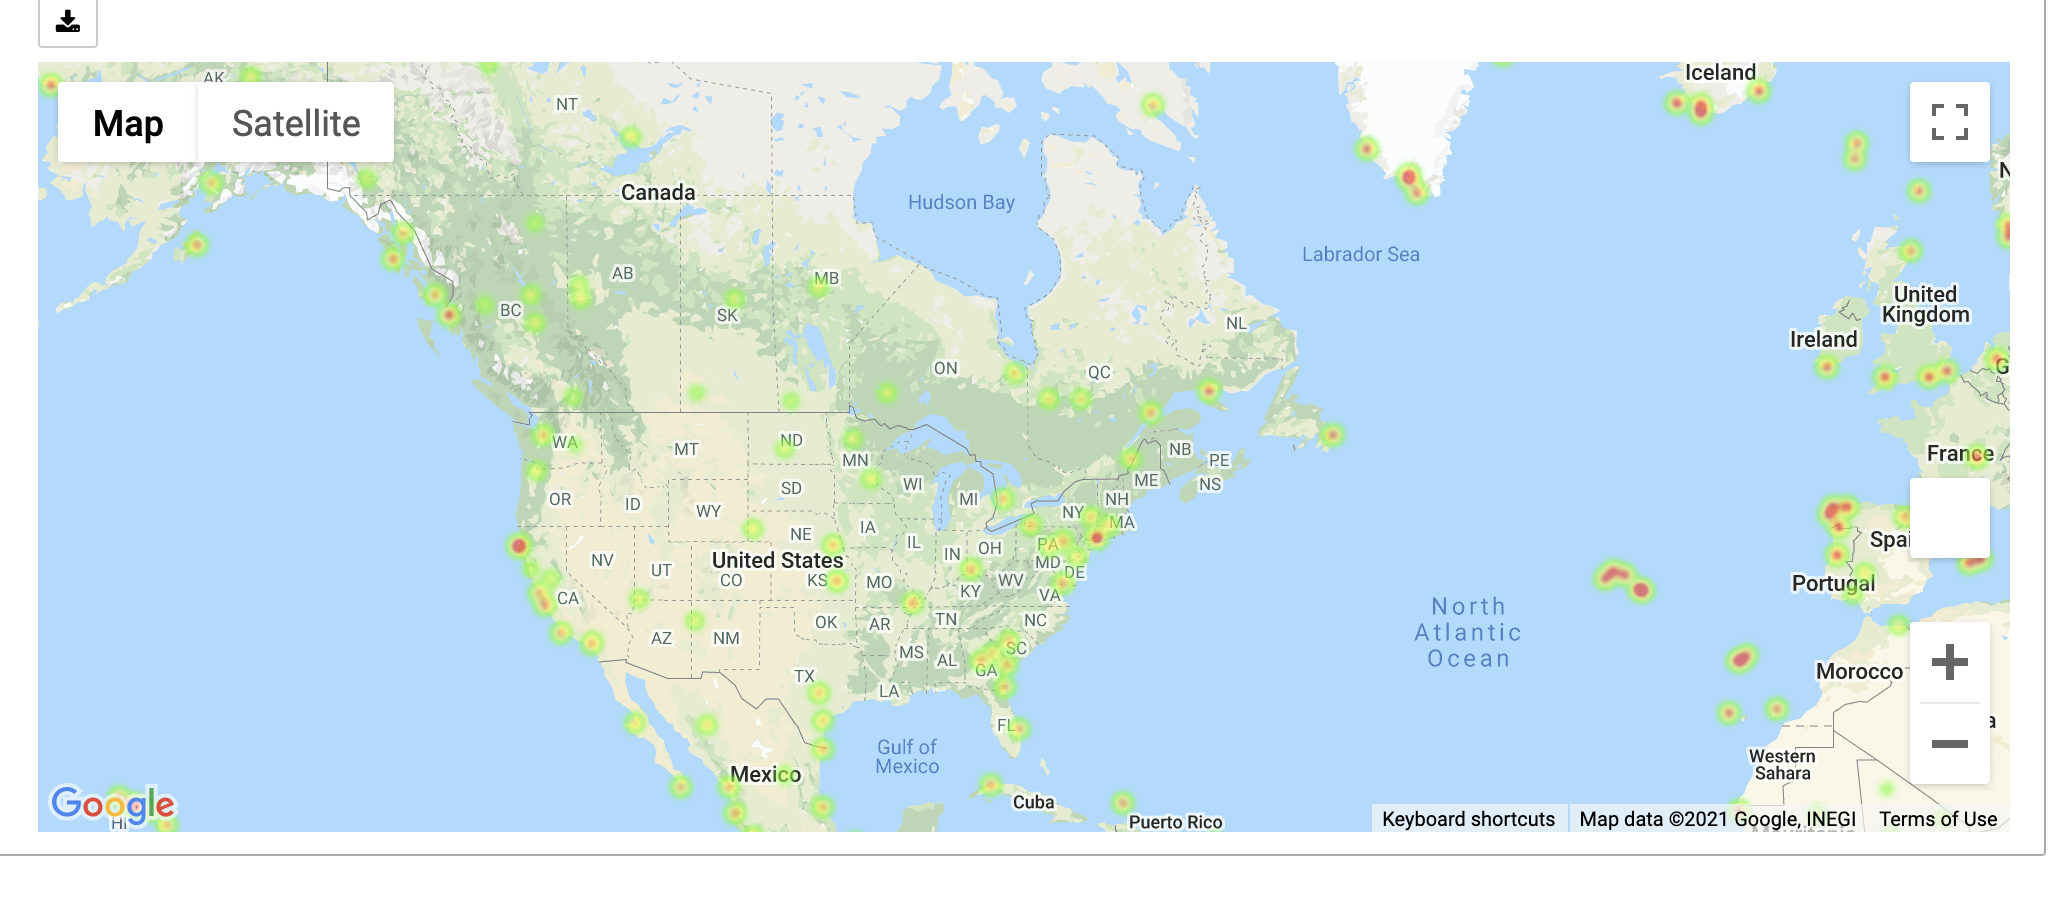 AK
Iceland
Map
Satellite
NT
N
Canada
Hudson Bay
Labrador Sea
AB
MB
United
Kingdom
BC
SK
NL
Ireland
ON
QC
G
WA
MT
ND
MN
NB
PE
France
OR
ID
SD
WI
MI
NH
ME
NS
WY
NE
IA
NY
MA
NV
UT
United States
CO
KS
IL
IN
OH
PA
MD
DE
Spai
CA
MO
KY
WV
VA
Portugal
North
Atlantic
Ocean
AZ
NM
OK
AR
TN
NC
MS
AL
GA
SC
Morocco
TX
LA
FL
a
Gulf of
Mexico
Western
Sahara
Mexico
Google
HI
Cuba
Puerto Rico
Keyboard shortcuts
Map data ©2021 Google, INEGI
Terms of Use